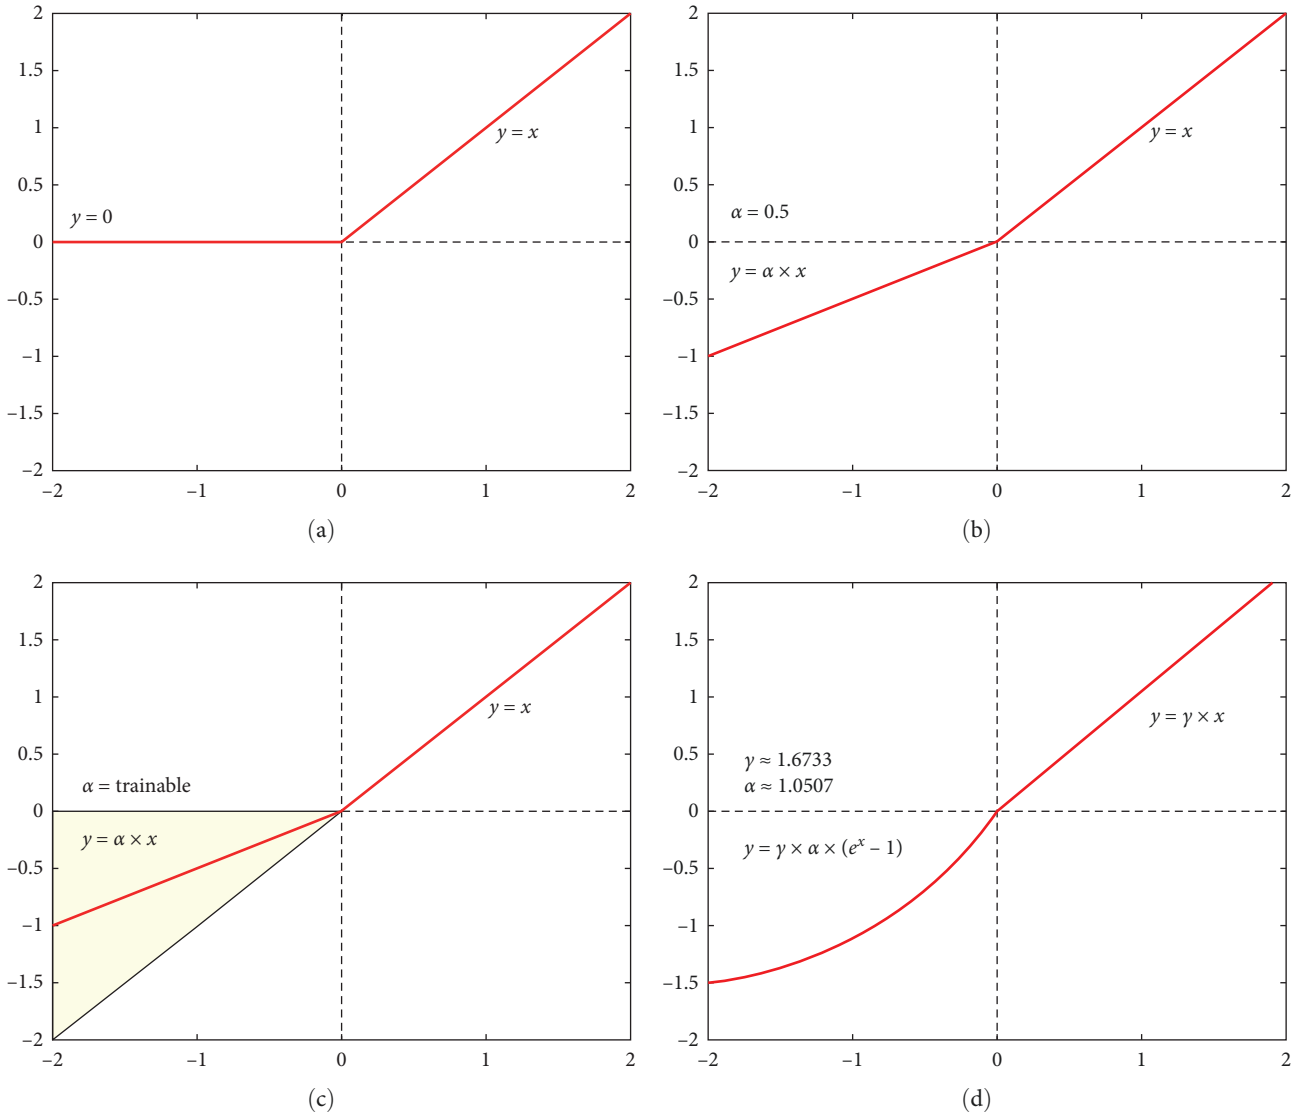 2
1.5
1
y = x
0.5
y = 0
0
–0.5
–1
–1.5
–2
–2 –1 0 1 2
(a)
2
1.5
1
y = x
0.5
α = 0.5
0
y = α × x
–0.5
–1
–1.5
–2
–2 –1 0 1 2
(b)
2
1.5
1
y = x
0.5
α = trainable
0
y = α × x
–0.5
–1
–1.5
–2
–2 –1 0 1 2
(c)
2
1.5
1
y = γ × x
0.5
γ ≈ 1.6733
α ≈ 1.0507
0
y = γ × α × (eˣ – 1)
–0.5
–1
–1.5
–2
–2 –1 0 1 2
(d)